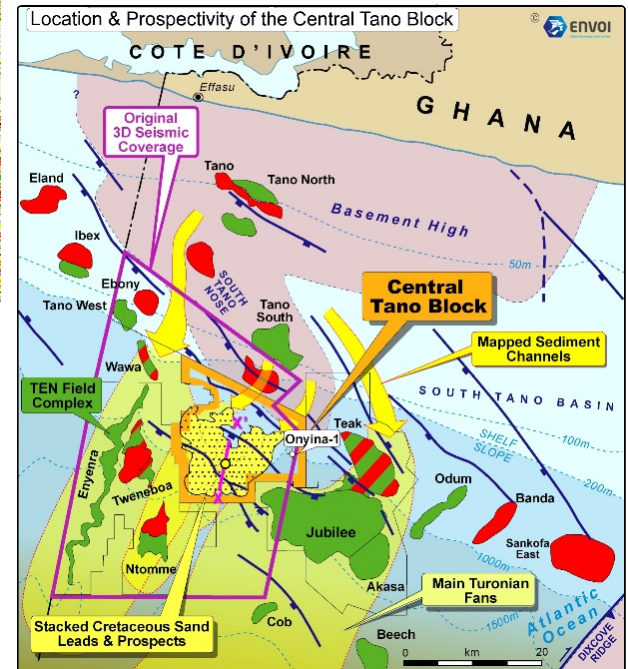 Location & Prospectivity of the Central Tano Block
© ENVOI
COTE D'IVOIRE
Effasu
GHANA
?
Original
3D Seismic
Coverage
Tano
Tano North
Eland
Basement High
Ibex
50m
Ebony
SOUTH
TANO
NOSE
Central
Tano Block
Tano West
Tano
South
Mapped Sediment
Channels
Wawa
TEN Field
Complex
SOUTH TANO BASIN
100m
X'
Teak
Onyina-1
SHELF
SLOPE
200m
Enyenra
Odum
Tweneboa
X
Banda
Jubilee
Sankofa
East
1000m
Ntomme
Akasa
Main Turonian
Fans
Stacked Cretaceous Sand
Leads & Prospects
Cob
1500m
Atlantic
Ocean
Beech
DIXCOVE
RIDGE
0 km 20